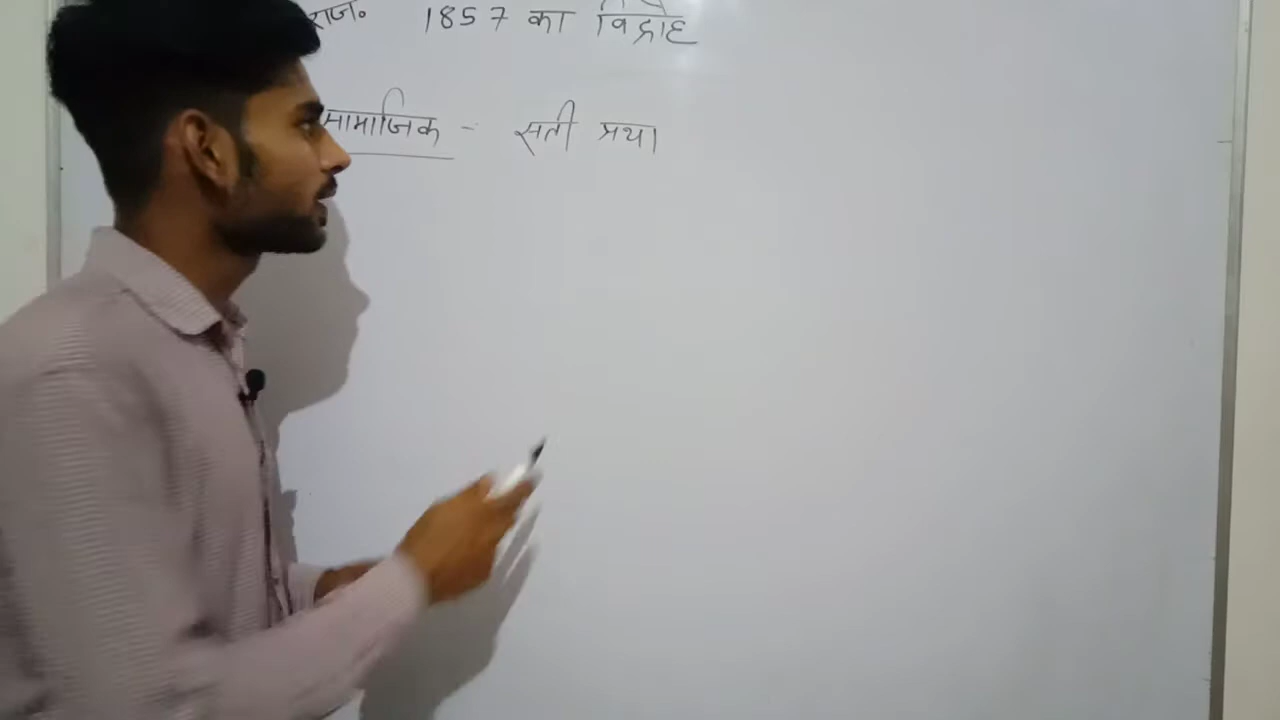 राज॰ 1857 का विद्रोह
सामाजिक - सती प्रथा